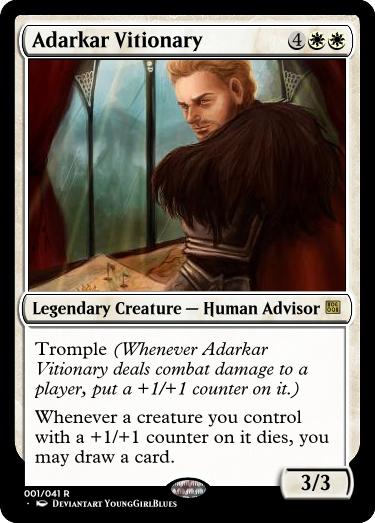 Adarkar Vitionary 4
Legendary Creature — Human Advisor
Tromple (Whenever Adarkar
Vitionary deals combat damage to a
player, put a +1/+1 counter on it.)
Whenever a creature you control
with a +1/+1 counter on it dies, you
may draw a card.
3/3
001/041 R
· Deviantart YoungGirlBlues